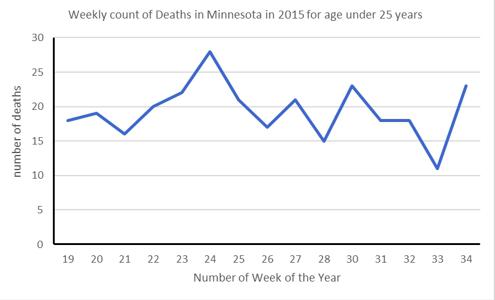 Weekly count of Deaths in Minnesota in 2015 for age under 25 years
number of deaths
30
25
20
15
10
5
0
19 20 21 22 23 24 25 26 27 28 30 31 32 33 34
Number of Week of the Year